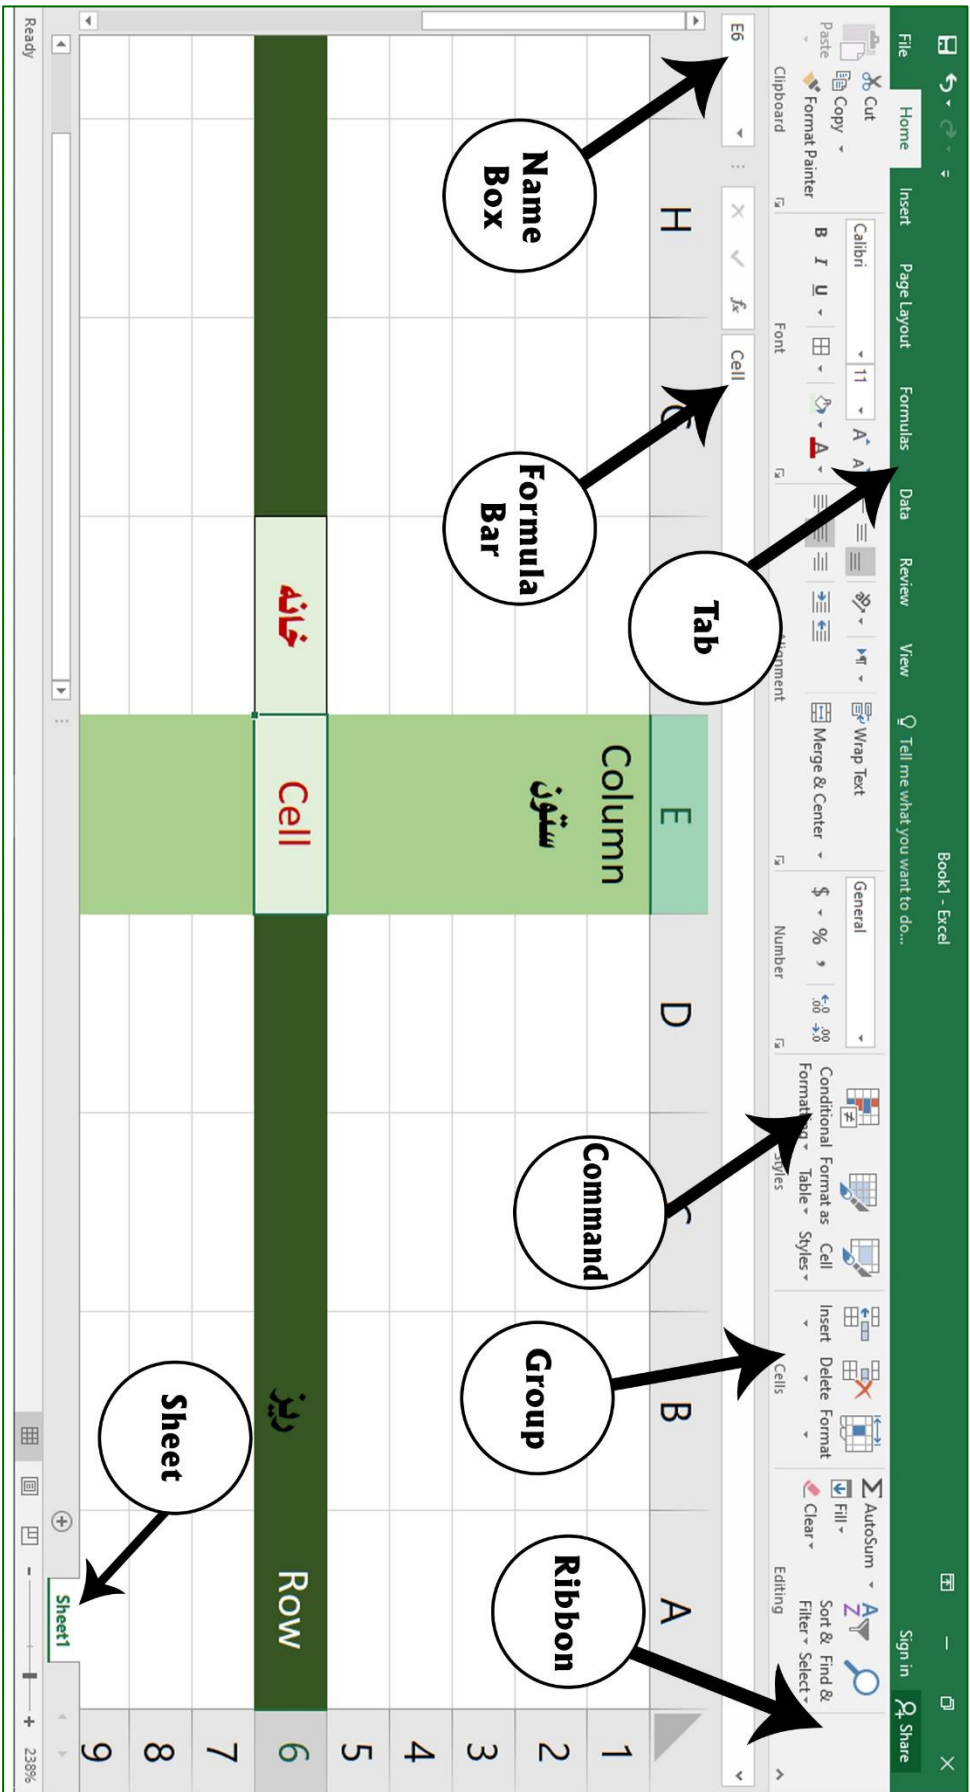 Book1 - Excel
File Home Insert Page Layout Formulas Data Review View Tell me what you want to do... Sign in Share
Cut
Copy
Format Painter
Paste
Clipboard
Calibri 11
B I U
Font
Wrap Text
Merge & Center
Alignment
General
$ % ,
Number
Conditional Formatting
Format as Table
Cell Styles
Styles
Insert Delete Format
Cells
AutoSum
Fill
Clear
Sort & Filter
Find & Select
Editing
E6
fx Cell
Name Box
Formula Bar
Tab
Command
Group
Ribbon
H G E D C B A
1
2
3
4
5
6
7
8
9
Column
ستون
خانه
Cell
ریز
Row
Sheet
Sheet1
Ready
238%